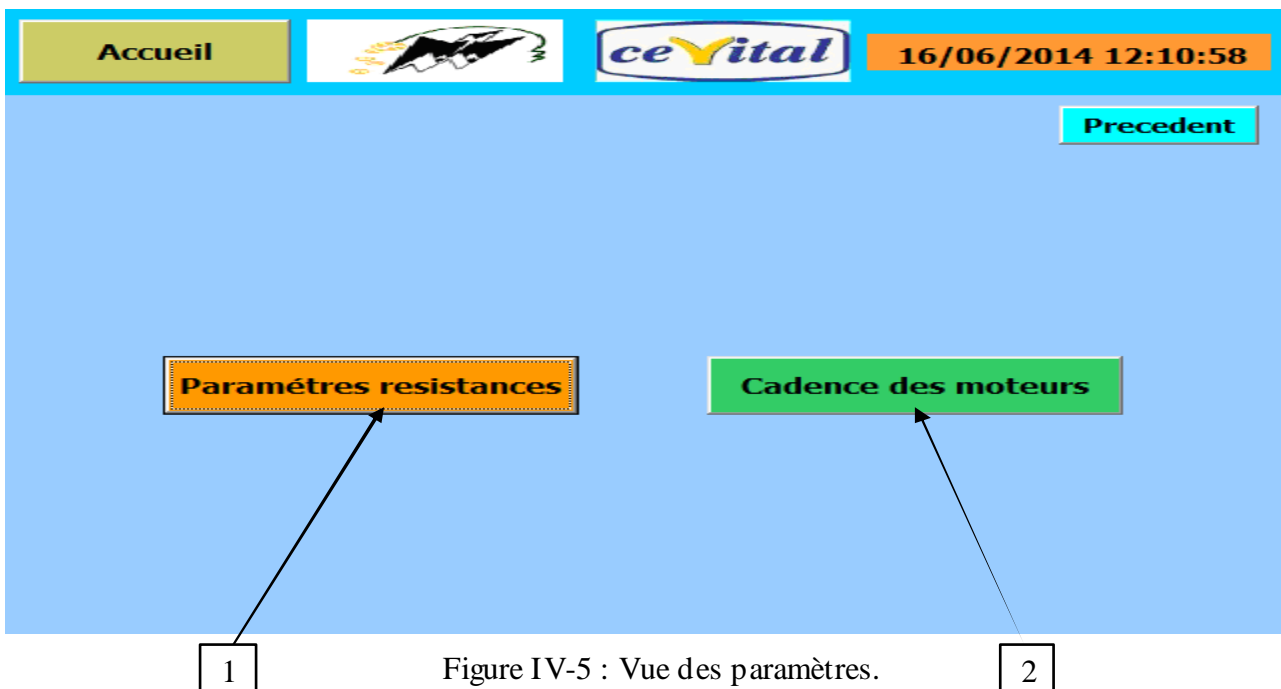 Accueil
cevital
16/06/2014 12:10:58
Precedent
Paramétres resistances
Cadence des moteurs
1
Figure IV-5 : Vue des paramètres.
2